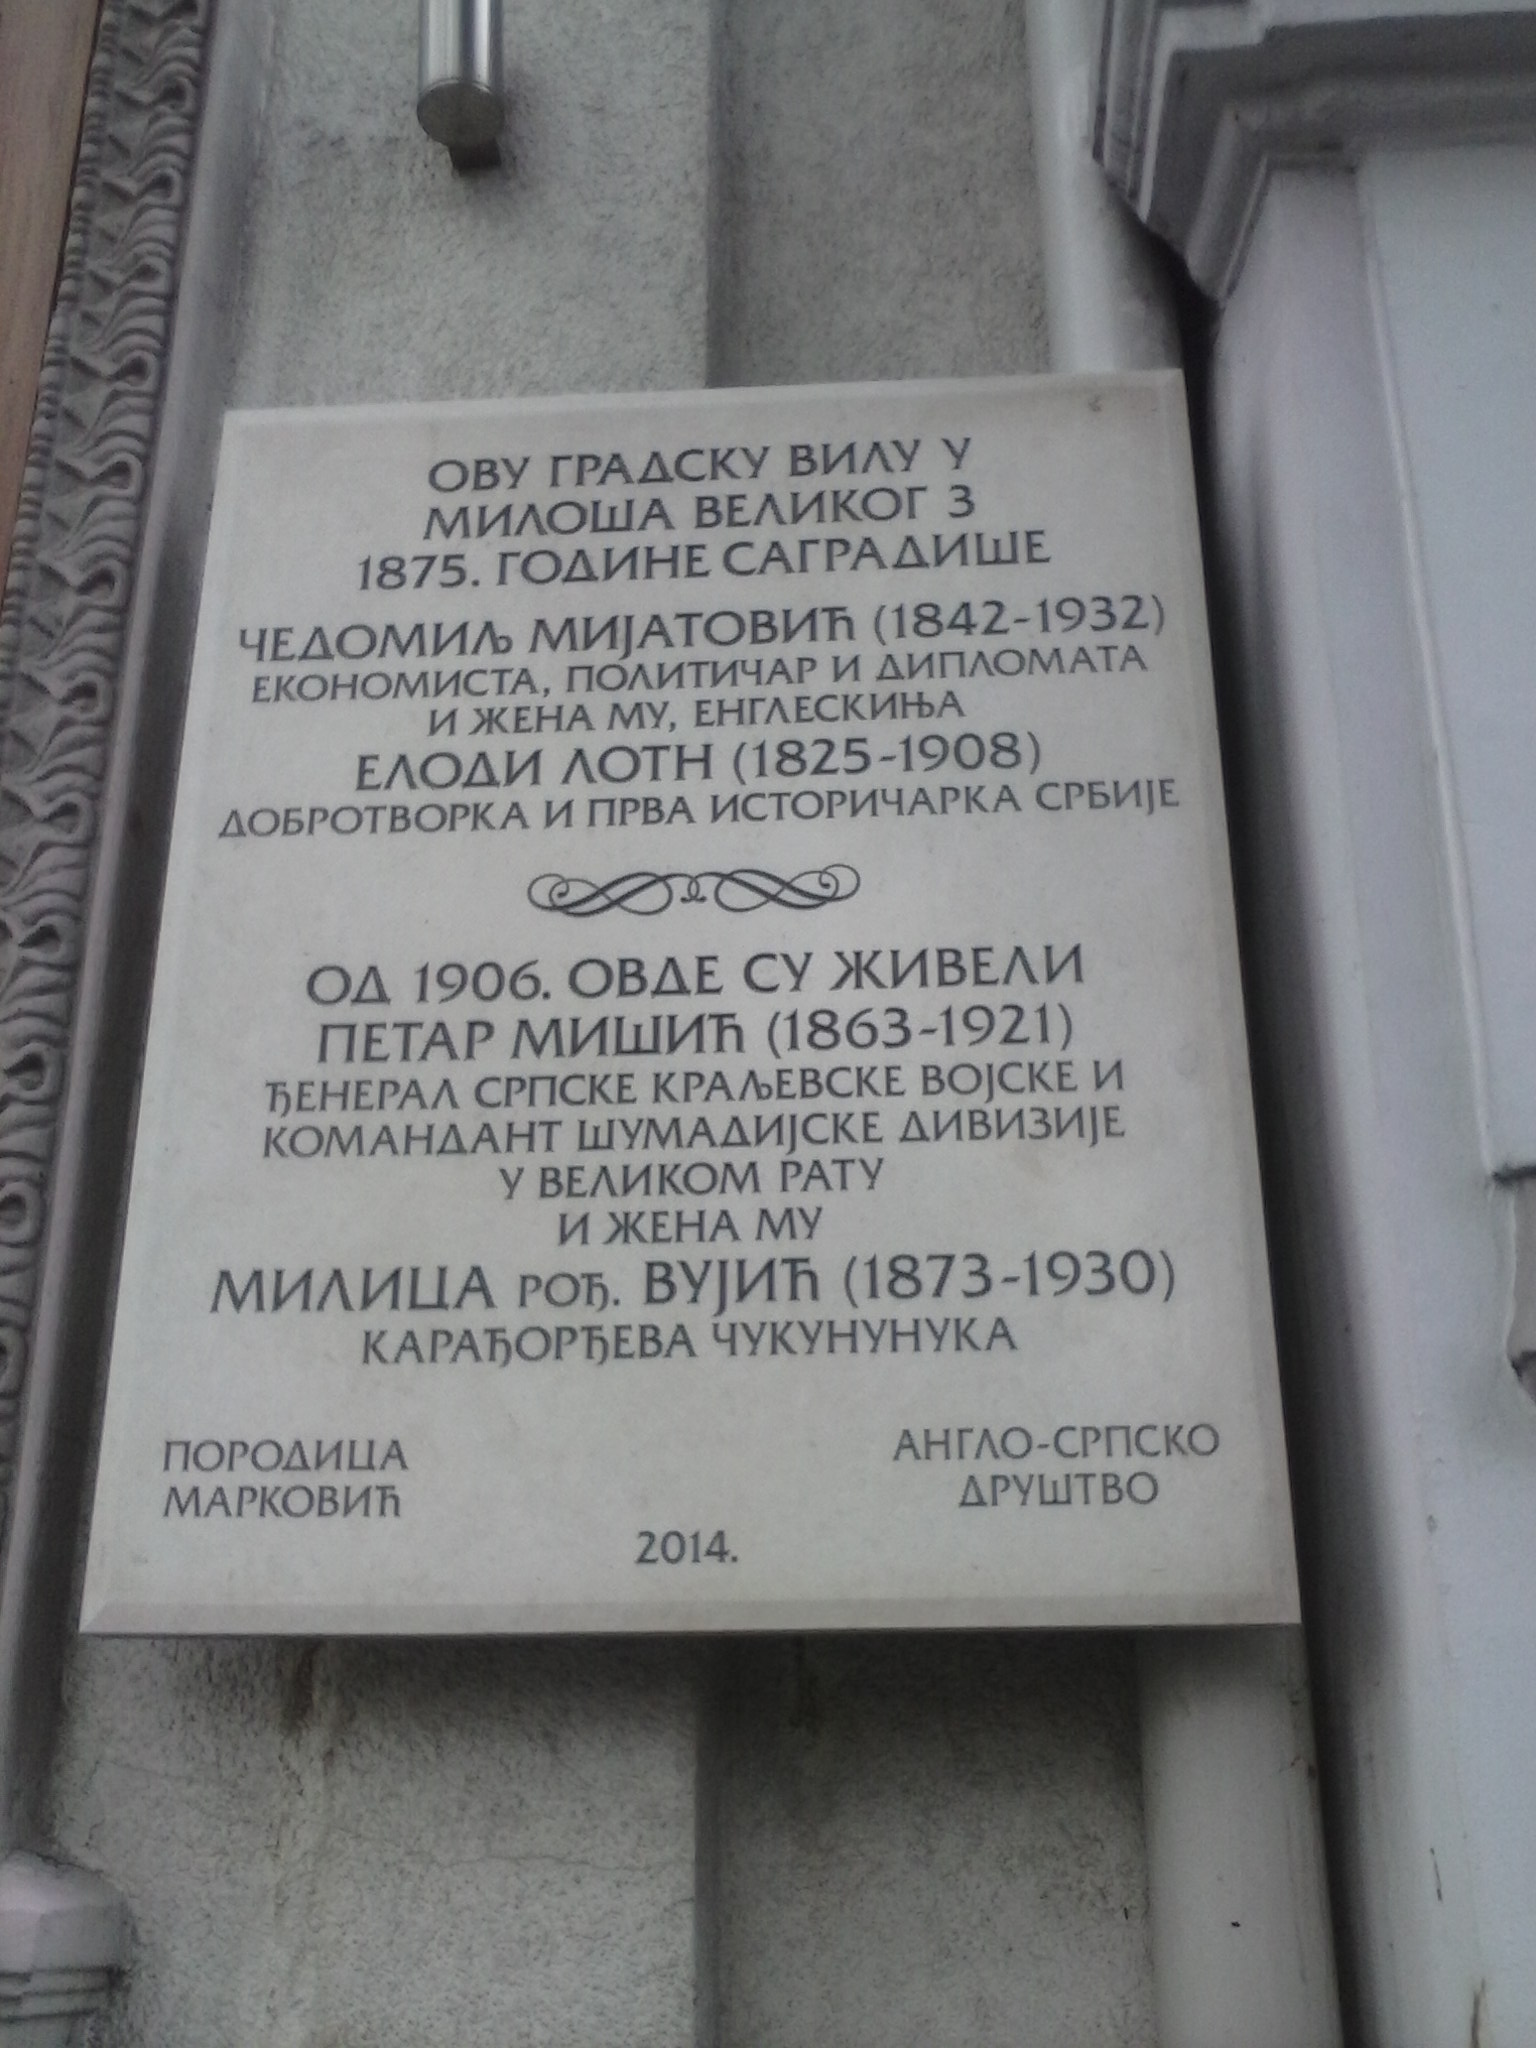 ОВУ ГРАДСКУ ВИЛУ У
МИЛОША ВЕЛИКОГ 3
1875. ГОДИНЕ САГРАДИШЕ
ЧЕДОМИЉ МИЈАТОВИЋ (1842-1932)
ЕКОНОМИСТА, ПОЛИТИЧАР И ДИПЛОМАТА
И ЖЕНА МУ, ЕНГЛЕСКИЊА
ЕЛОДИ ЛОТН (1825-1908)
ДОБРОТВОРКА И ПРВА ИСТОРИЧАРКА СРБИЈЕ
ОД 1906. ОВДЕ СУ ЖИВЕЛИ
ПЕТАР МИШИЋ (1863-1921)
ЂЕНЕРАЛ СРПСКЕ КРАЉЕВСКЕ ВОЈСКЕ И
КОМАНДАНТ ШУМАДИЈСКЕ ДИВИЗИЈЕ
У ВЕЛИКОМ РАТУ
И ЖЕНА МУ
МИЛИЦА РОЂ. ВУЈИЋ (1873-1930)
КАРАЂОРЂЕВА ЧУКУНУНУКА
ПОРОДИЦА
МАРКОВИЋ
АНГЛО-СРПСКО
ДРУШТВО
2014.